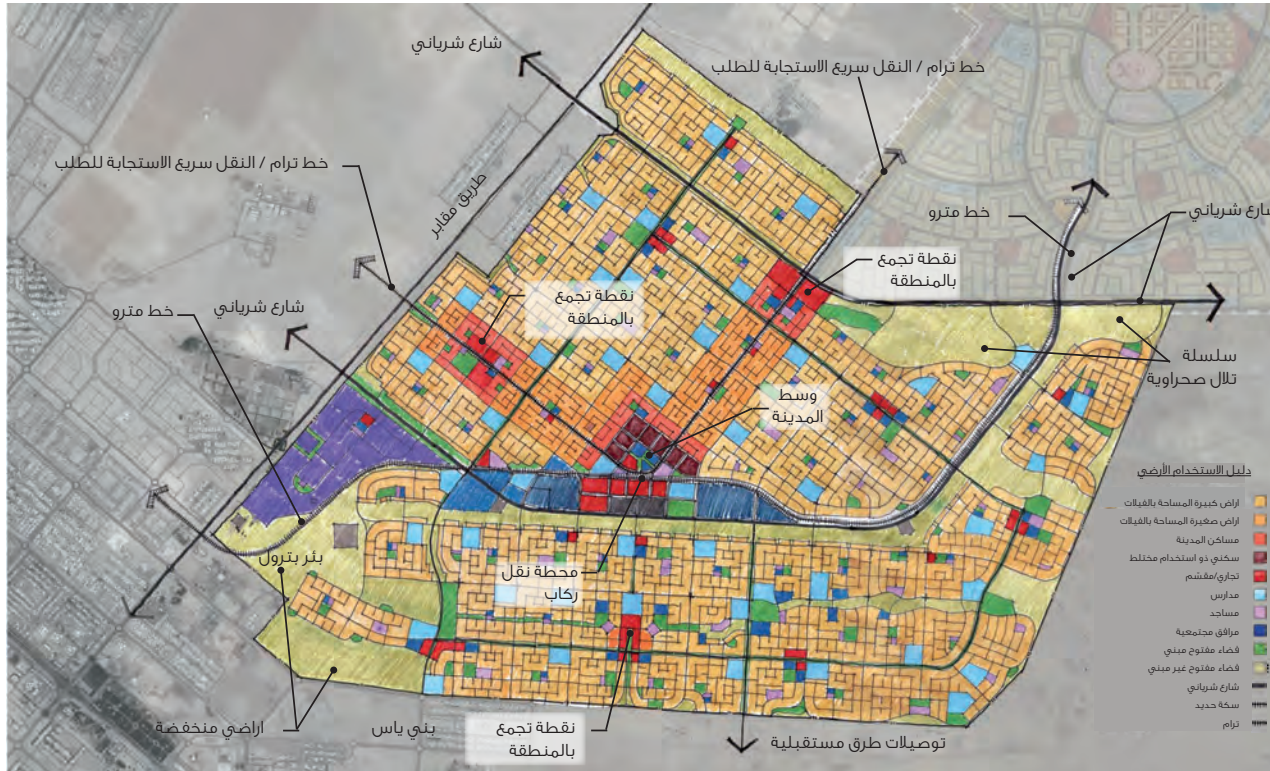 شارع شرياني
خط ترام / النقل سريع الاستجابة للطلب
خط ترام / النقل سريع الاستجابة للطلب
طريق مقابر
خط مترو
شارع شرياني
نقطة تجمع
بالمنطقة
نقطة تجمع
بالمنطقة
شارع شرياني
خط مترو
سلسلة
تلال صحراوية
وسط
المدينة
دليل الاستخدام الأرضي
اراض كبيرة المساحة بالفيلات
اراض صغيرة المساحة بالفيلات
مساكن المدينة
سكني ذو استخدام مختلط
تجاري/مقسم
مدارس
مساجد
مرافق مجتمعية
فضاء مفتوح مبني
فضاء مفتوح غير مبني
شارع شرياني
سكة حديد
ترام
بئر بترول
محطة نقل
ركاب
اراضي منخفضة
بني ياس
نقطة تجمع
بالمنطقة
توصيلات طرق مستقبلية